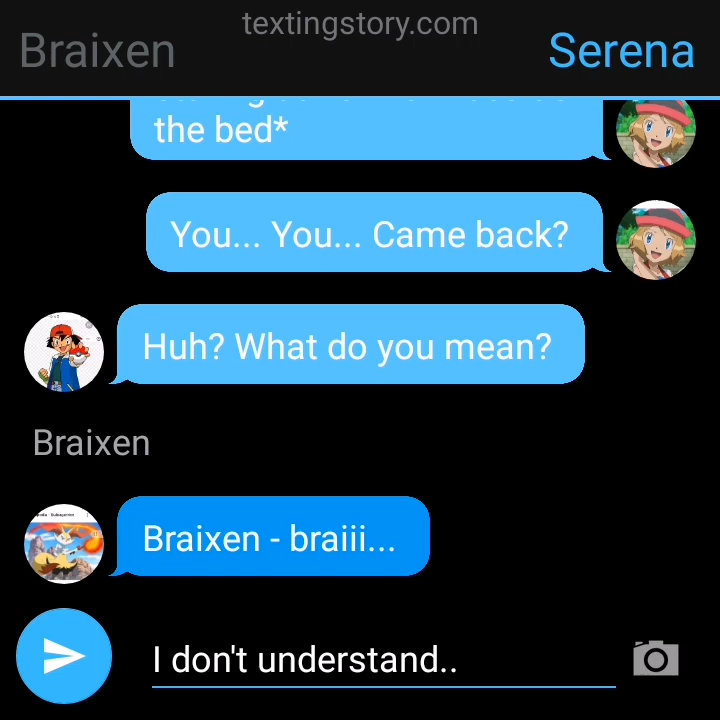 textingstory.com
Braixen
Serena
the bed*
You... You... Came back?
Huh? What do you mean?
Braixen
Braixen - braiii...
I don't understand..